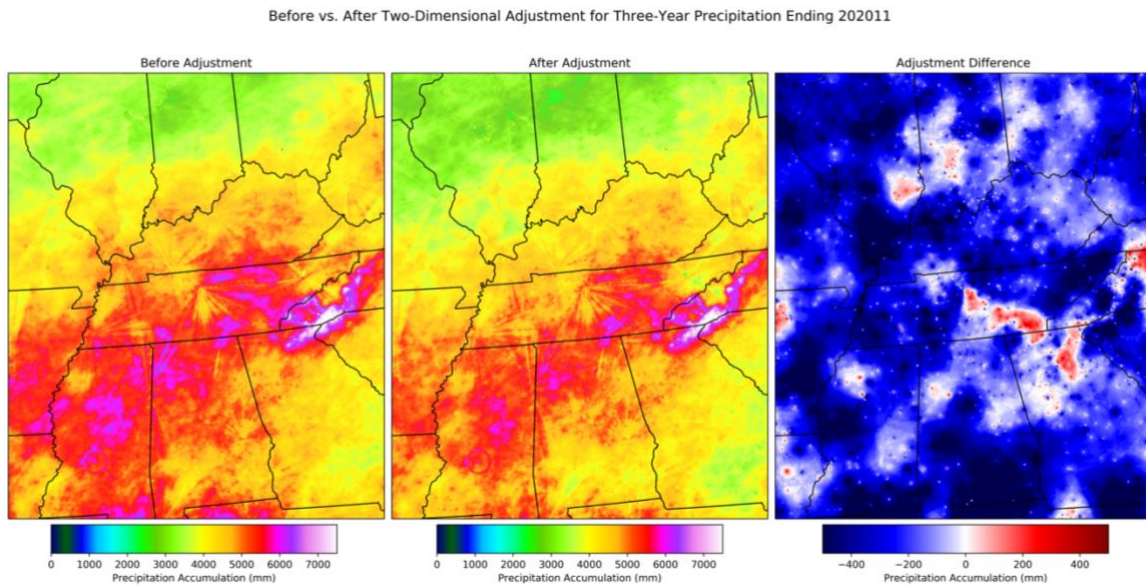 Before vs. After Two-Dimensional Adjustment for Three-Year Precipitation Ending 202011
Before Adjustment
After Adjustment
Adjustment Difference
0 1000 2000 3000 4000 5000 6000 7000
Precipitation Accumulation (mm)
0 1000 2000 3000 4000 5000 6000 7000
Precipitation Accumulation (mm)
−400 −200 0 200 400
Precipitation Accumulation (mm)